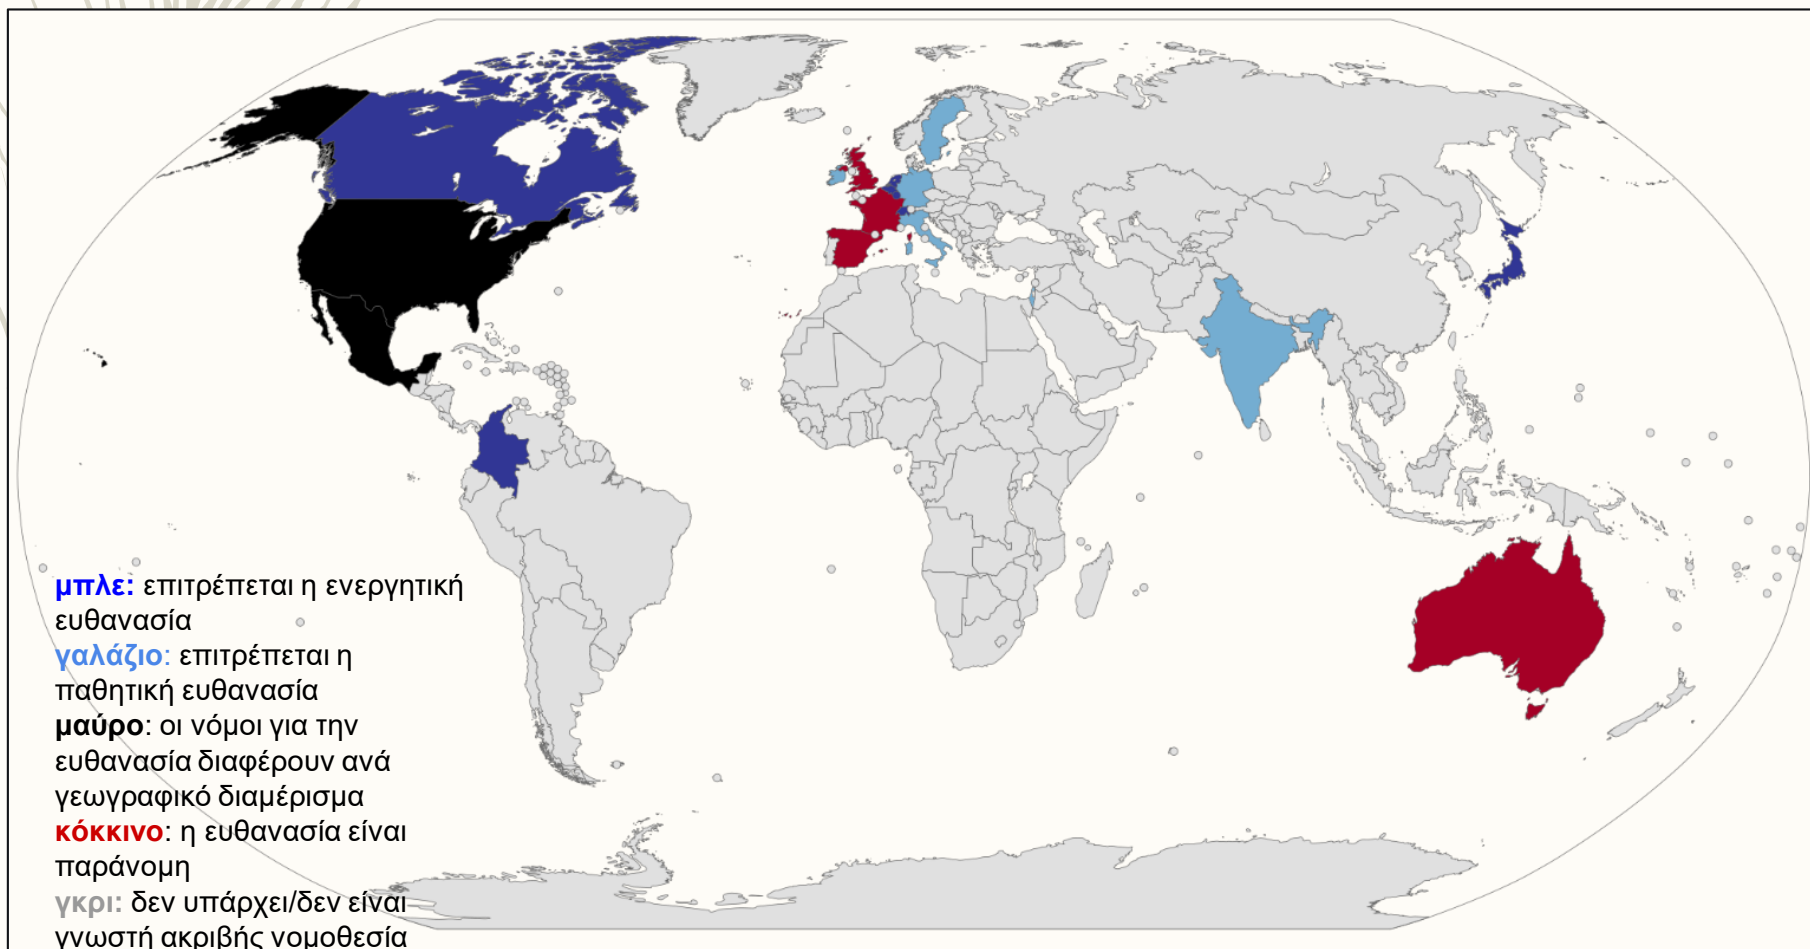 μπλε: επιτρέπεται η ενεργητική
ευθανασία
γαλάζιο: επιτρέπεται η
παθητική ευθανασία
μαύρο: οι νόμοι για την
ευθανασία διαφέρουν ανά
γεωγραφικό διαμέρισμα
κόκκινο: η ευθανασία είναι
παράνομη
γκρι: δεν υπάρχει/δεν είναι
γνωστή ακριβής νομοθεσία